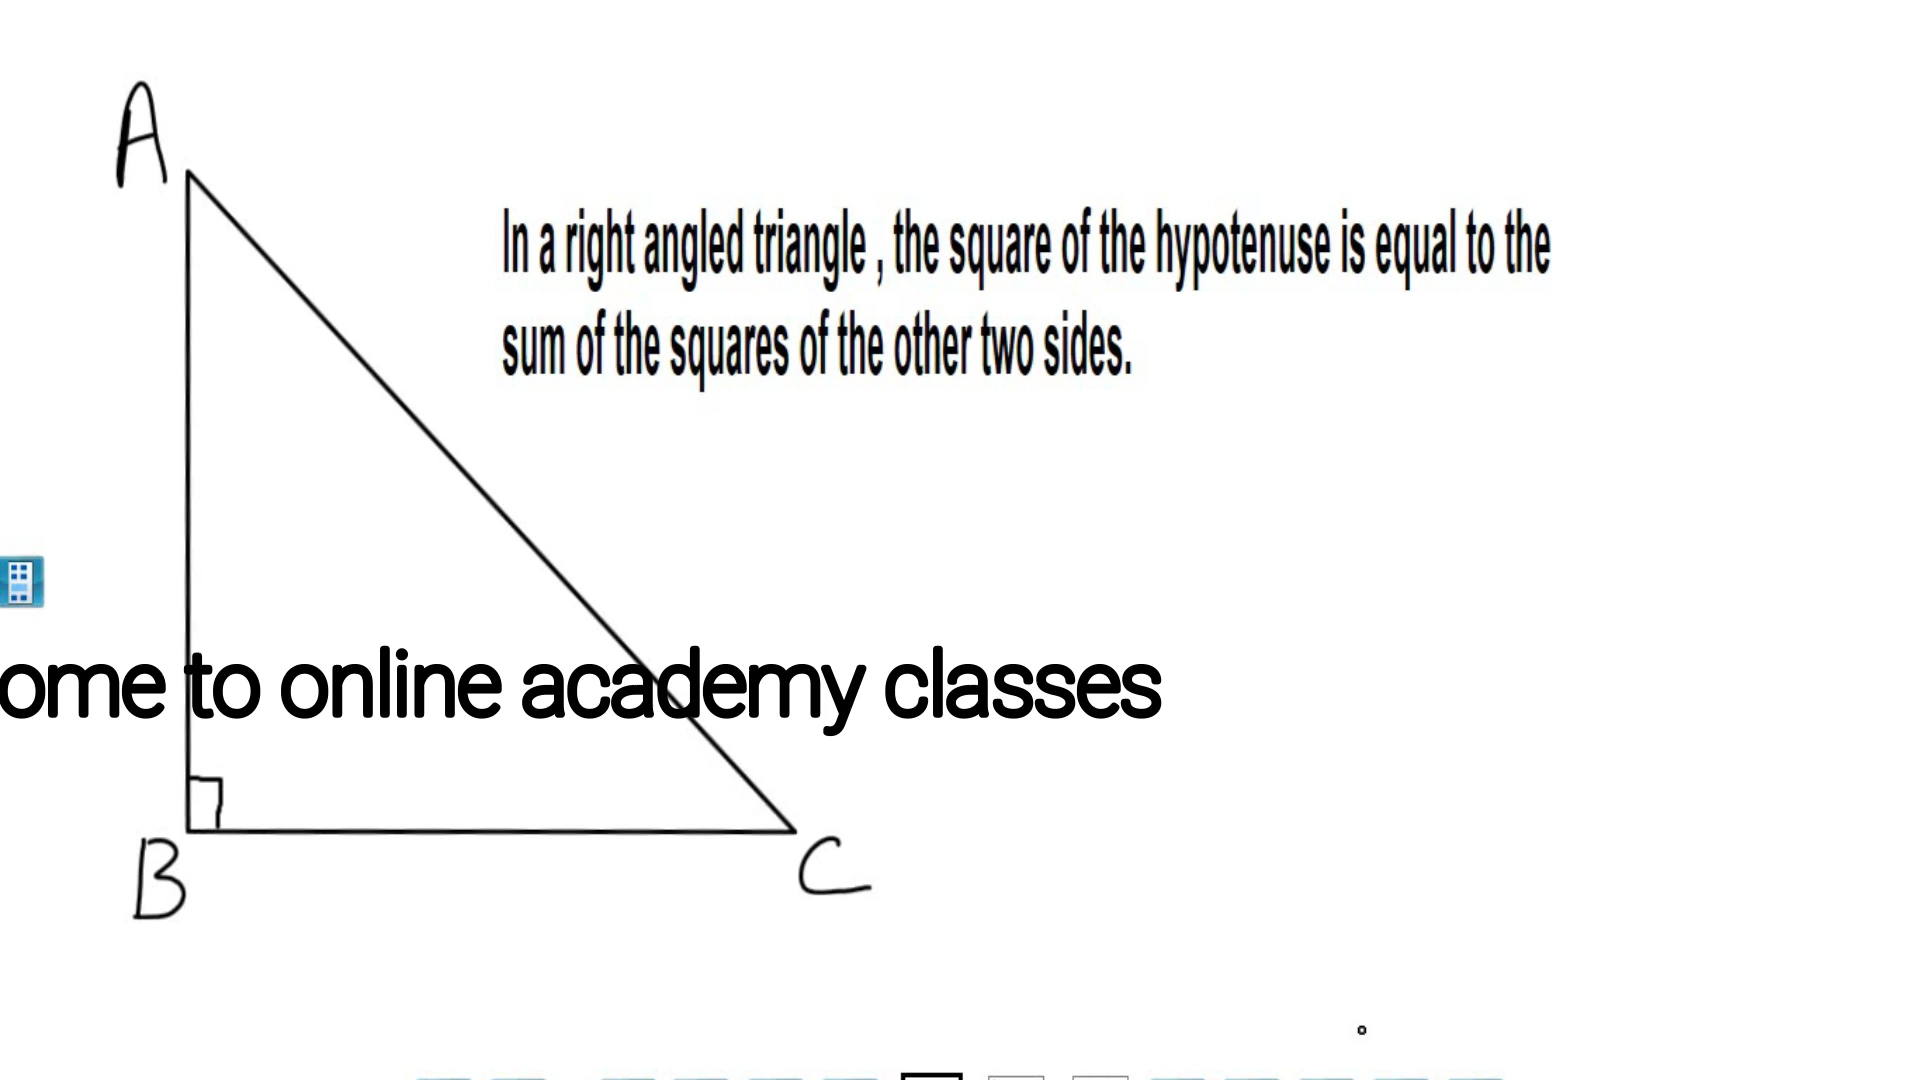 A
In a right angled triangle , the square of the hypotenuse is equal to the
sum of the squares of the other two sides.
ome to online academy classes
B
C